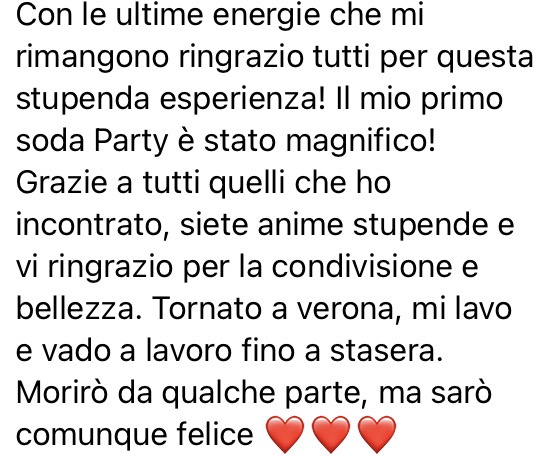 Con le ultime energie che mi
rimangono ringrazio tutti per questa
stupenda esperienza! Il mio primo
soda Party è stato magnifico!
Grazie a tutti quelli che ho
incontrato, siete anime stupende e
vi ringrazio per la condivisione e
bellezza. Tornato a verona, mi lavo
e vado a lavoro fino a stasera.
Morirò da qualche parte, ma sarò
comunque felice ❤️❤️❤️